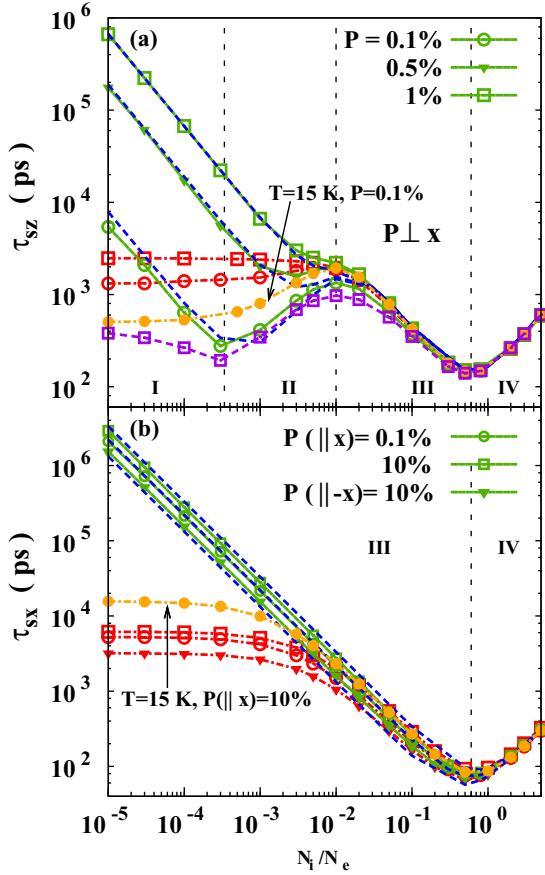 (a)
P = 0.1%
0.5%
1%
10^6
10^5
10^4
10^3
10^2
τ_sz ( ps)
T=15 K, P=0.1%
P⊥ x
I
II
III
IV
(b)
P (|| x)= 0.1%
10%
P (||-x)= 10%
10^6
10^5
10^4
10^3
10^2
τ_sx ( ps)
III
IV
T=15 K, P(|| x)=10%
10^-5
10^-4
10^-3
10^-2
10^-1
10^0
N_i /N_e